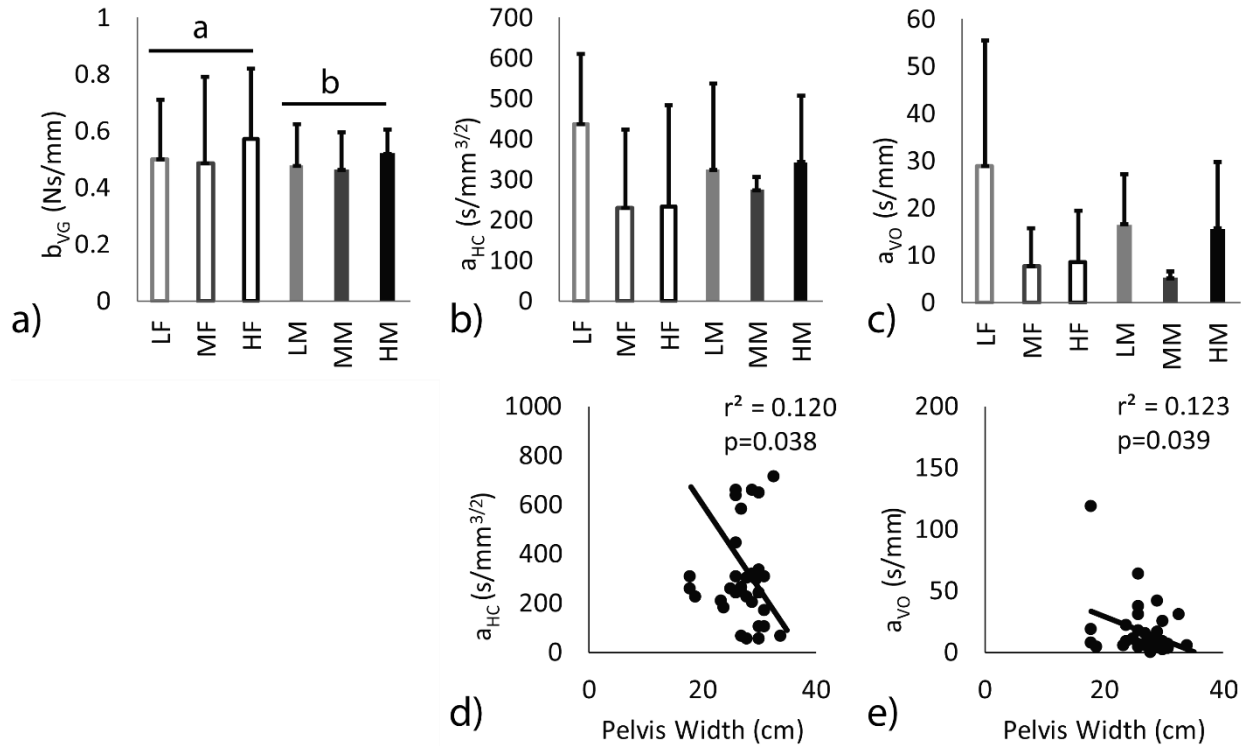 a)
b_VG (Ns/mm)
1
0.8
0.6
0.4
0.2
0
a
b
LF MF HF LM MM HM
b)
a_HC (s/mm^3/2)
700
600
500
400
300
200
100
0
LF MF HF LM MM HM
c)
a_VO (s/mm)
60
50
40
30
20
10
0
LF MF HF LM MM HM
d)
a_HC (s/mm^3/2)
1000
800
600
400
200
0
r² = 0.120
p=0.038
0 20 40
Pelvis Width (cm)
e)
a_VO (s/mm)
200
150
100
50
0
r² = 0.123
p=0.039
0 20 40
Pelvis Width (cm)